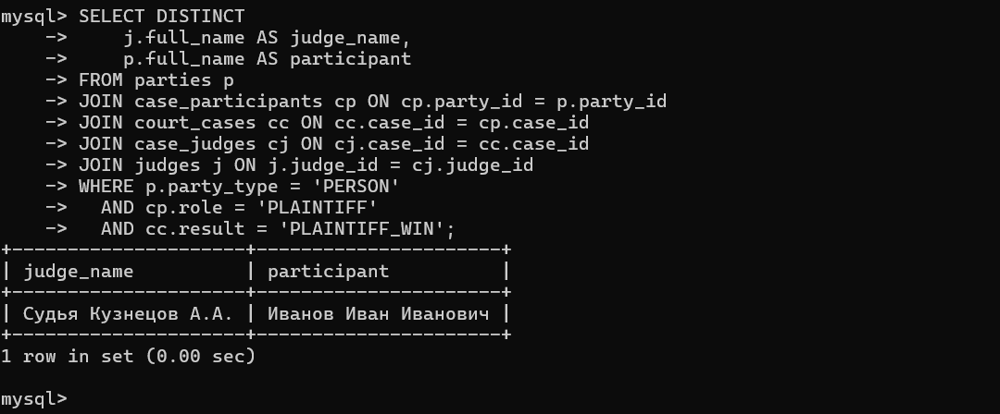 mysql> SELECT DISTINCT
    ->     j.full_name AS judge_name,
    ->     p.full_name AS participant
    -> FROM parties p
    -> JOIN case_participants cp ON cp.party_id = p.party_id
    -> JOIN court_cases cc ON cc.case_id = cp.case_id
    -> JOIN case_judges cj ON cj.case_id = cc.case_id
    -> JOIN judges j ON j.judge_id = cj.judge_id
    -> WHERE p.party_type = 'PERSON'
    ->   AND cp.role = 'PLAINTIFF'
    ->   AND cc.result = 'PLAINTIFF_WIN';
+---------------------+----------------------+
| judge_name          | participant          |
+---------------------+----------------------+
| Судья Кузнецов А.А. | Иванов Иван Иванович |
+---------------------+----------------------+
1 row in set (0.00 sec)

mysql>